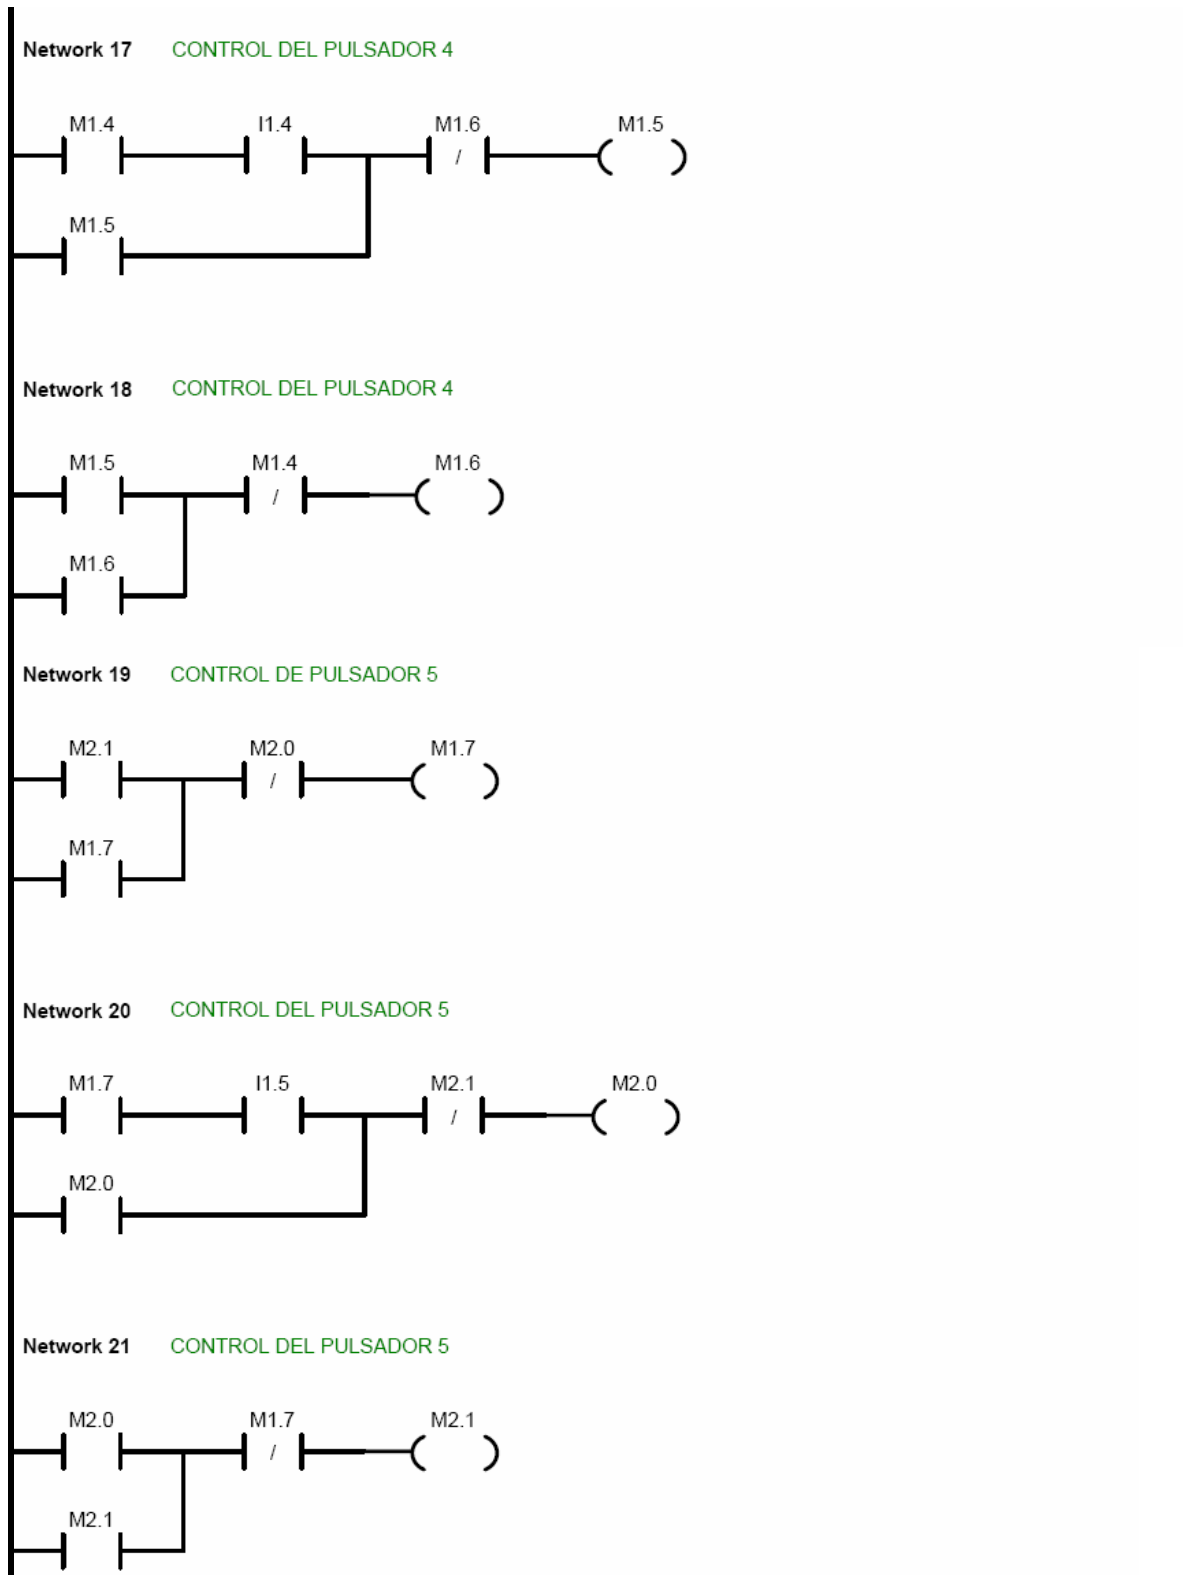 Network 17 CONTROL DEL PULSADOR 4
M1.4 I1.4 M1.6 M1.5
/
M1.5
Network 18 CONTROL DEL PULSADOR 4
M1.5 M1.4 M1.6
/
M1.6
Network 19 CONTROL DE PULSADOR 5
M2.1 M2.0 M1.7
/
M1.7
Network 20 CONTROL DEL PULSADOR 5
M1.7 I1.5 M2.1 M2.0
/
M2.0
Network 21 CONTROL DEL PULSADOR 5
M2.0 M1.7 M2.1
/
M2.1